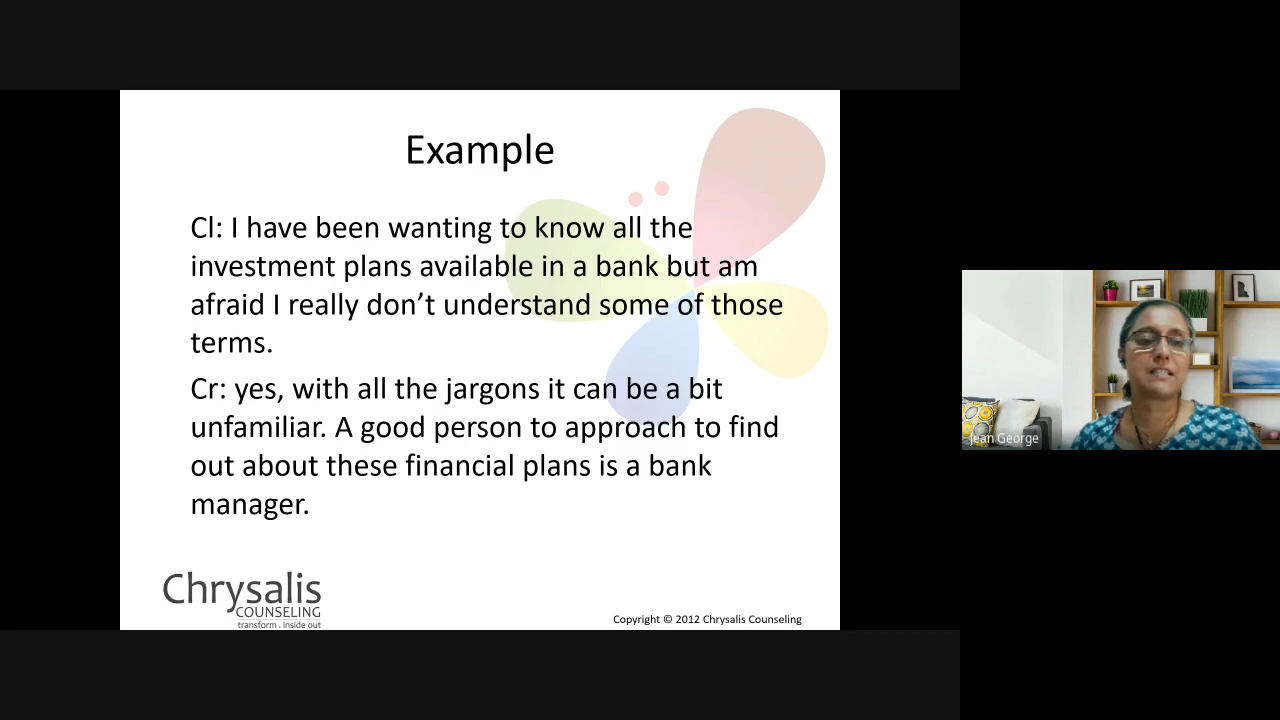 Example
Cl: I have been wanting to know all the
investment plans available in a bank but am
afraid I really don’t understand some of those
terms.
Cr: yes, with all the jargons it can be a bit
unfamiliar. A good person to approach to find
out about these financial plans is a bank
manager.
Chrysalis
COUNSELING
transform . inside out
Copyright © 2012 Chrysalis Counseling
Jean George